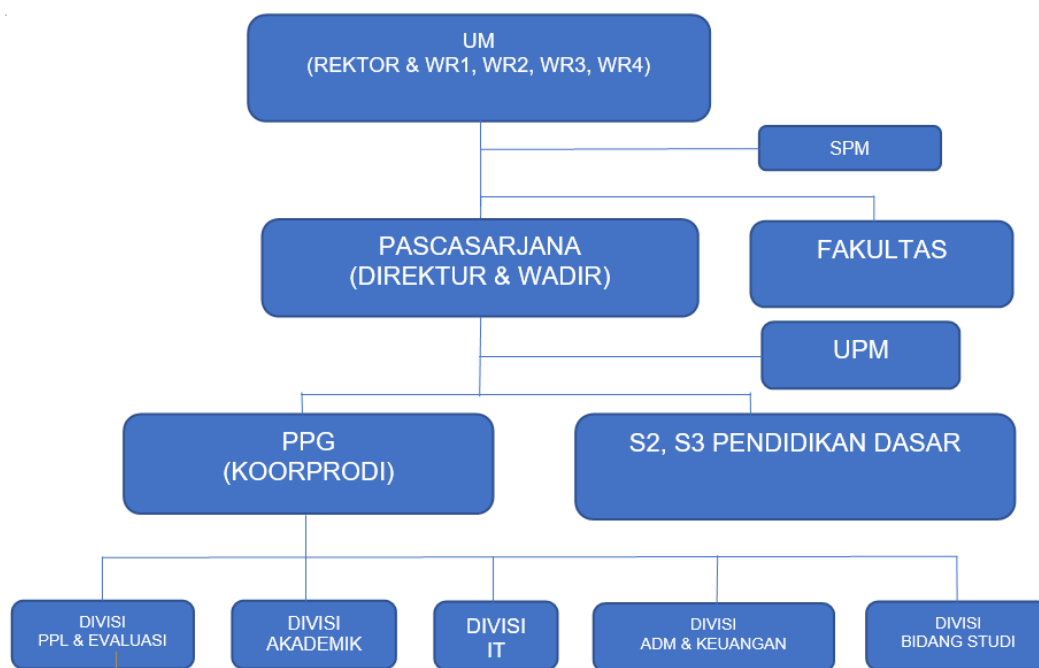 UM
(REKTOR & WR1, WR2, WR3, WR4)
SPM
PASCASARJANA
(DIREKTUR & WADIR)
FAKULTAS
UPM
PPG
(KOORPRODI)
S2, S3 PENDIDIKAN DASAR
DIVISI
PPL & EVALUASI
DIVISI
AKADEMIK
DIVISI
IT
DIVISI
ADM & KEUANGAN
DIVISI
BIDANG STUDI